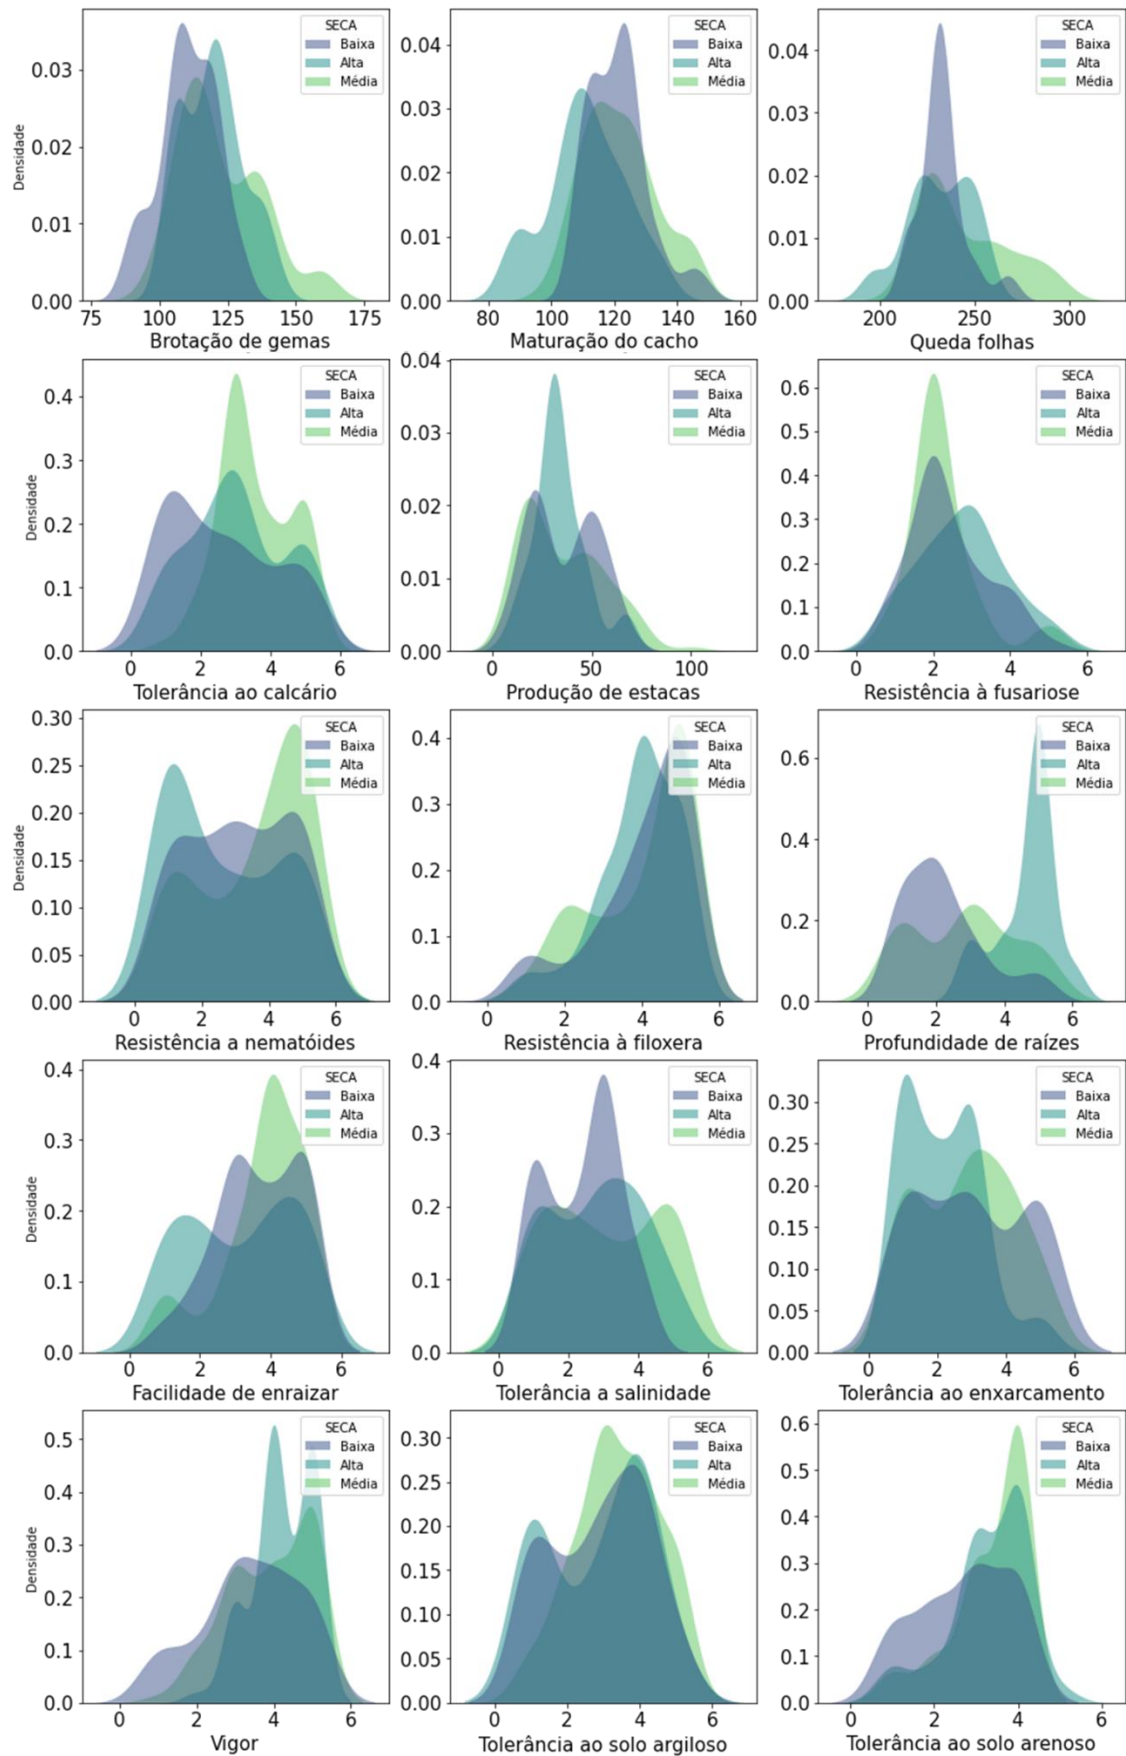 Densidade
0.03
0.02
0.01
0.00
75 100 125 150 175
Brotação de gemas
SECA
Baixa
Alta
Média
0.04
0.03
0.02
0.01
0.00
80 100 120 140 160
Maturação do cacho
SECA
Baixa
Alta
Média
0.04
0.03
0.02
0.01
0.00
200 250 300
Queda folhas
SECA
Baixa
Alta
Média
Densidade
0.4
0.3
0.2
0.1
0.0
0 2 4 6
Tolerância ao calcário
SECA
Baixa
Alta
Média
0.04
0.03
0.02
0.01
0.00
0 50 100
Produção de estacas
SECA
Baixa
Alta
Média
0.6
0.5
0.4
0.3
0.2
0.1
0.0
0 2 4 6
Resistência à fusariose
SECA
Baixa
Alta
Média
Densidade
0.30
0.25
0.20
0.15
0.10
0.05
0.00
0 2 4 6
Resistência a nematóides
SECA
Baixa
Alta
Média
0.4
0.3
0.2
0.1
0.0
0 2 4 6
Resistência à filoxera
SECA
Baixa
Alta
Média
0.6
0.4
0.2
0.0
0 2 4 6
Profundidade de raízes
SECA
Baixa
Alta
Média
Densidade
0.4
0.3
0.2
0.1
0.0
0 2 4 6
Facilidade de enraizar
SECA
Baixa
Alta
Média
0.4
0.3
0.2
0.1
0.0
0 2 4 6
Tolerância a salinidade
SECA
Baixa
Alta
Média
0.30
0.25
0.20
0.15
0.10
0.05
0.00
0 2 4 6
Tolerância ao enxarcamento
SECA
Baixa
Alta
Média
Densidade
0.5
0.4
0.3
0.2
0.1
0.0
0 2 4 6
Vigor
SECA
Baixa
Alta
Média
0.30
0.25
0.20
0.15
0.10
0.05
0.00
0 2 4 6
Tolerância ao solo argiloso
SECA
Baixa
Alta
Média
0.6
0.5
0.4
0.3
0.2
0.1
0.0
0 2 4 6
Tolerância ao solo arenoso
SECA
Baixa
Alta
Média